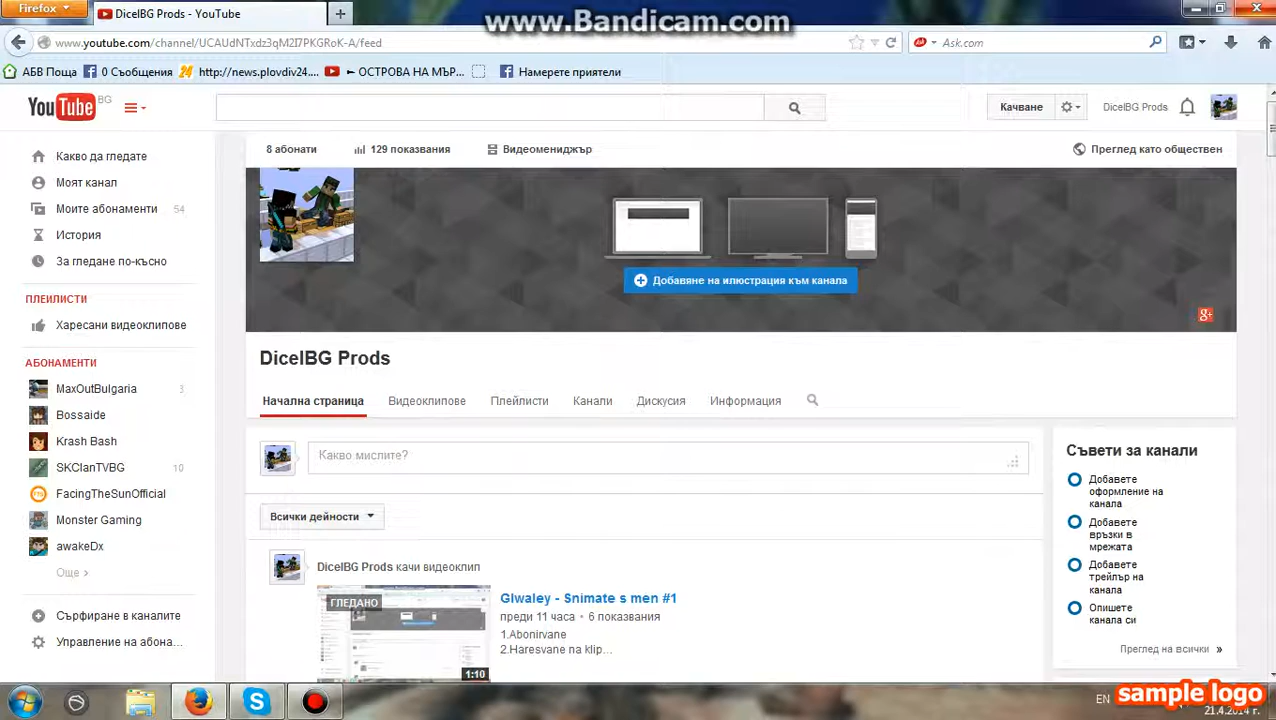 Firefox
DicelBG Prods - YouTube
www.Bandicam.com
www.youtube.com/channel/UCAUdNTxdz3qM2I7PKGRoK-A/feed
Ask.com
АБВ Поща
0 Съобщения
http://news.plovdiv24....
► ОСТРОВА НА МЪР...
Намерете приятели
YouTube BG
Качване
DicelBG Prods
8 абонати
129 показвания
Видеомениджър
Преглед като обществен
Какво да гледате
Моят канал
Моите абонаменти 54
История
За гледане по-късно
ПЛЕЙЛИСТИ
Харесани видеоклипове
АБОНАМЕНТИ
MaxOutBulgaria 3
Bossaide
Krash Bash
SKClanTVBG 10
FacingTheSunOfficial
Monster Gaming
awakeDx
Още >
Сърфиране в каналите
Управление на абона...
Добавяне на илюстрация към канала
g+
DicelBG Prods
Начална страница
Видеоклипове
Плейлисти
Канали
Дискусия
Информация
Какво мислите?
Всички дейности
DicelBG Prods качи видеоклип
ГЛЕДАНО
1:10
Glwaley - Snimate s men #1
преди 11 часа • 6 показвания
1.Abonirvane
2.Haresvane na klip...
Съвети за канали
Добавете
оформление на
канала
Добавете
връзки в
мрежата
Добавете
трейлър на
канала
Опишете
канала си
Преглед на всички »
EN
sample logo
21.4.2014 г.